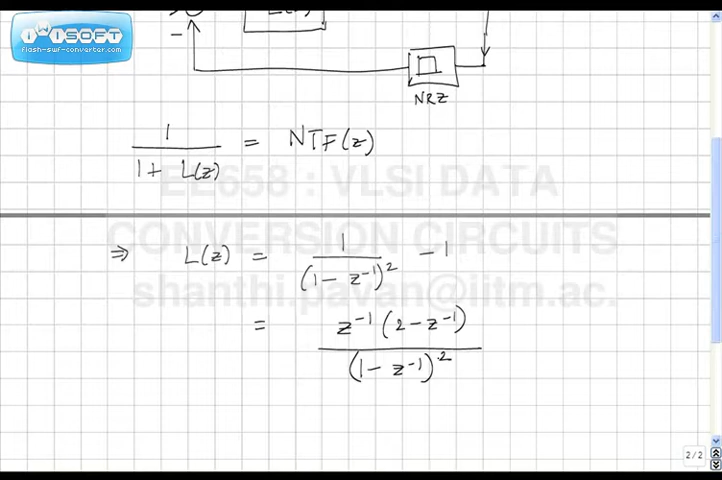 iWiSOFT
flash-swf-converter.com
NRZ
1 / (1 + L(z)) = NTF(z)
EE658 : VLSI DATA
CONVERSION CIRCUITS
⇒ L(z) = 1 / (1 − z⁻¹)² − 1
shanthi.pavan@iitm.ac.
= z⁻¹ (2 − z⁻¹) / (1 − z⁻¹)²
2 / 2